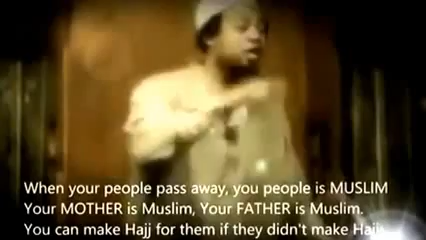 When your people pass away, you people is MUSLIM
Your MOTHER is Muslim, Your FATHER is Muslim.
You can make Hajj for them if they didn't make Hajj